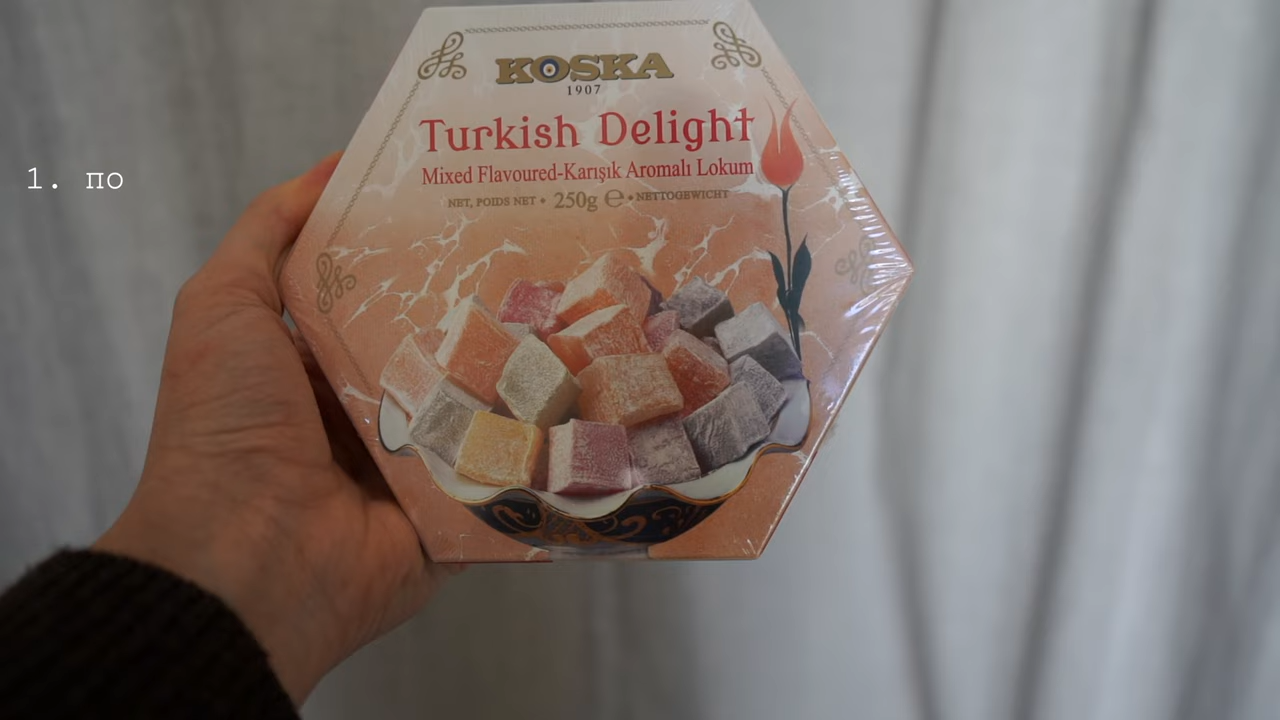 KOSKA
1907
Turkish Delight
Mixed Flavoured-Karışık Aromalı Lokum
NET, POIDS NET • 250g ℮ • NETTOGEWICHT
1. по